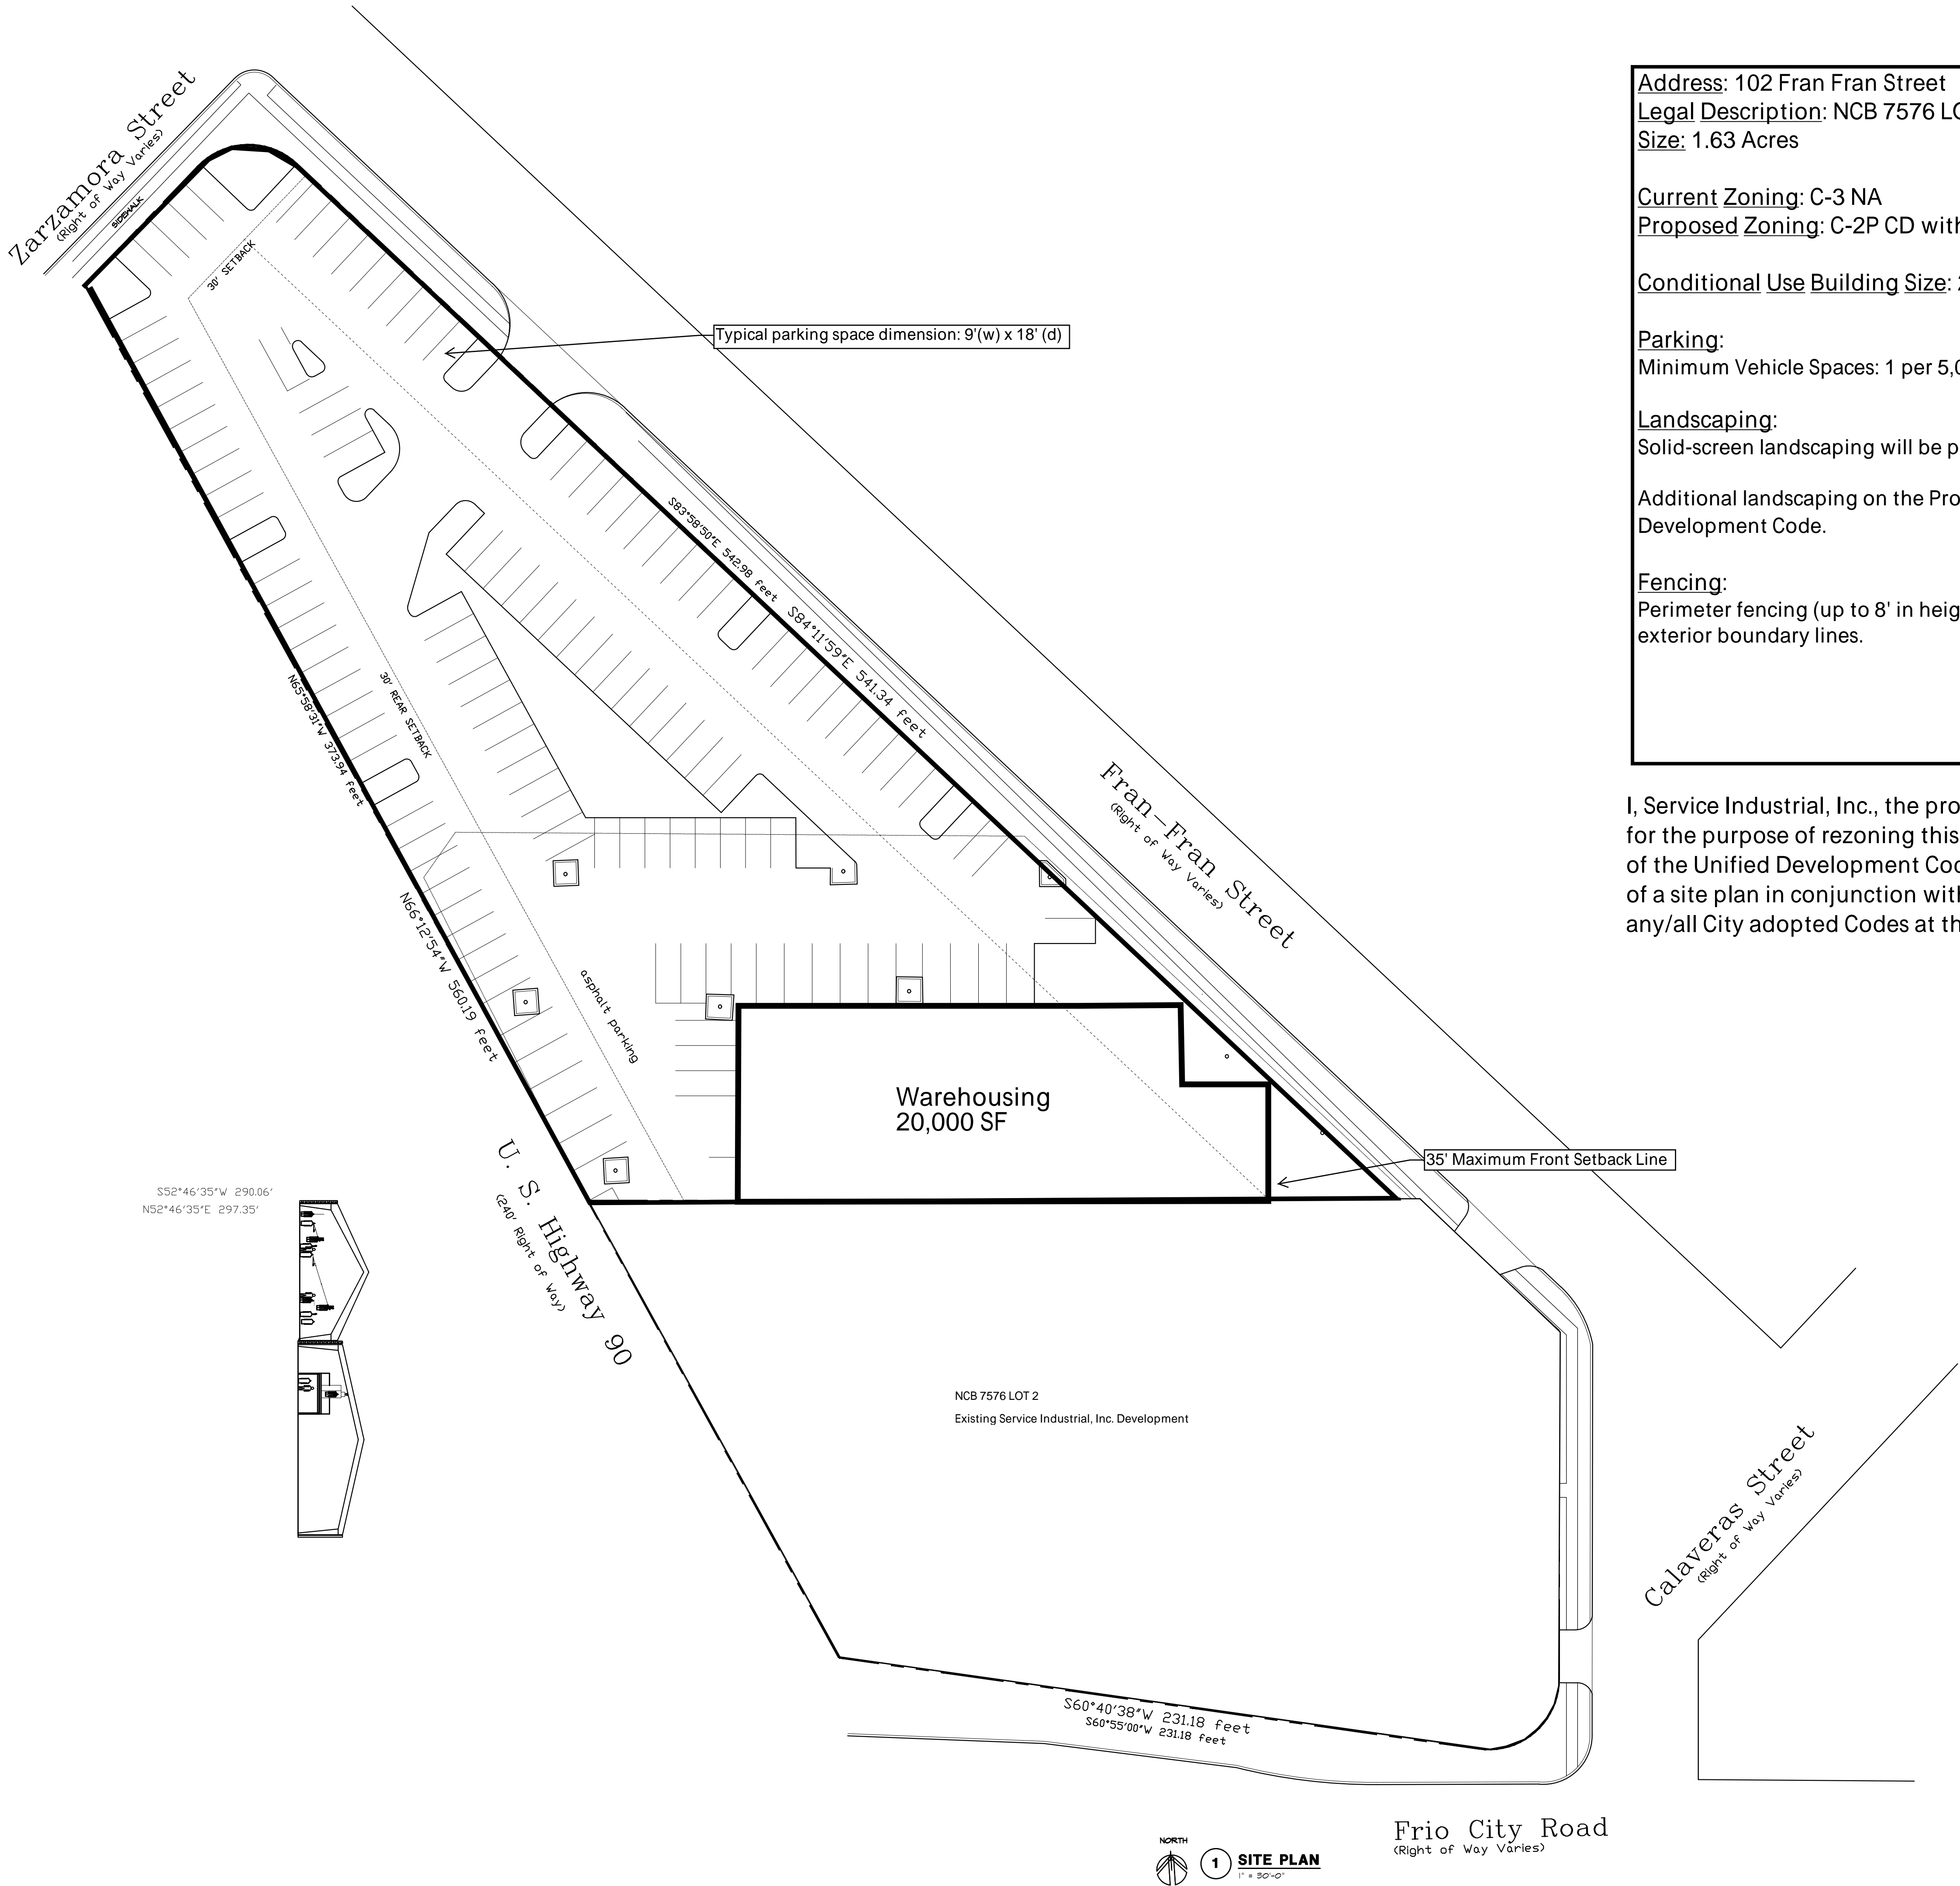 Zarzamora Street
(Right of Way Varies)
SIDEWALK
30' SETBACK
Typical parking space dimension: 9'(w) x 18' (d)
S83°58'50"E 542.98 feet
S84°11'59"E 541.34 feet
N65°58'31"W 373.94 feet
30' REAR SETBACK
Fran-Fran Street
(Right of Way Varies)
N66°12'54"W 560.19 feet
asphalt parking
Warehousing
20,000 SF
35' Maximum Front Setback Line
U. S. Highway 90
(240' Right of Way)
S52°46'35"W 290.06'
N52°46'35"E 297.35'
NCB 7576 LOT 2
Existing Service Industrial, Inc. Development
Calaveras Street
(Right of Way Varies)
S60°40'38"W 231.18 feet
S60°55'00"W 231.18 feet
Frio City Road
(Right of Way Varies)
NORTH
1 SITE PLAN
1" = 30'-0"
Address: 102 Fran Fran Street
Legal Description: NCB 7576 LO
Size: 1.63 Acres
Current Zoning: C-3 NA
Proposed Zoning: C-2P CD with
Conditional Use Building Size:
Parking:
Minimum Vehicle Spaces: 1 per 5,0
Landscaping:
Solid-screen landscaping will be p
Additional landscaping on the Pro
Development Code.
Fencing:
Perimeter fencing (up to 8' in heig
exterior boundary lines.
I, Service Industrial, Inc., the pro
for the purpose of rezoning this
of the Unified Development Cod
of a site plan in conjunction with
any/all City adopted Codes at th